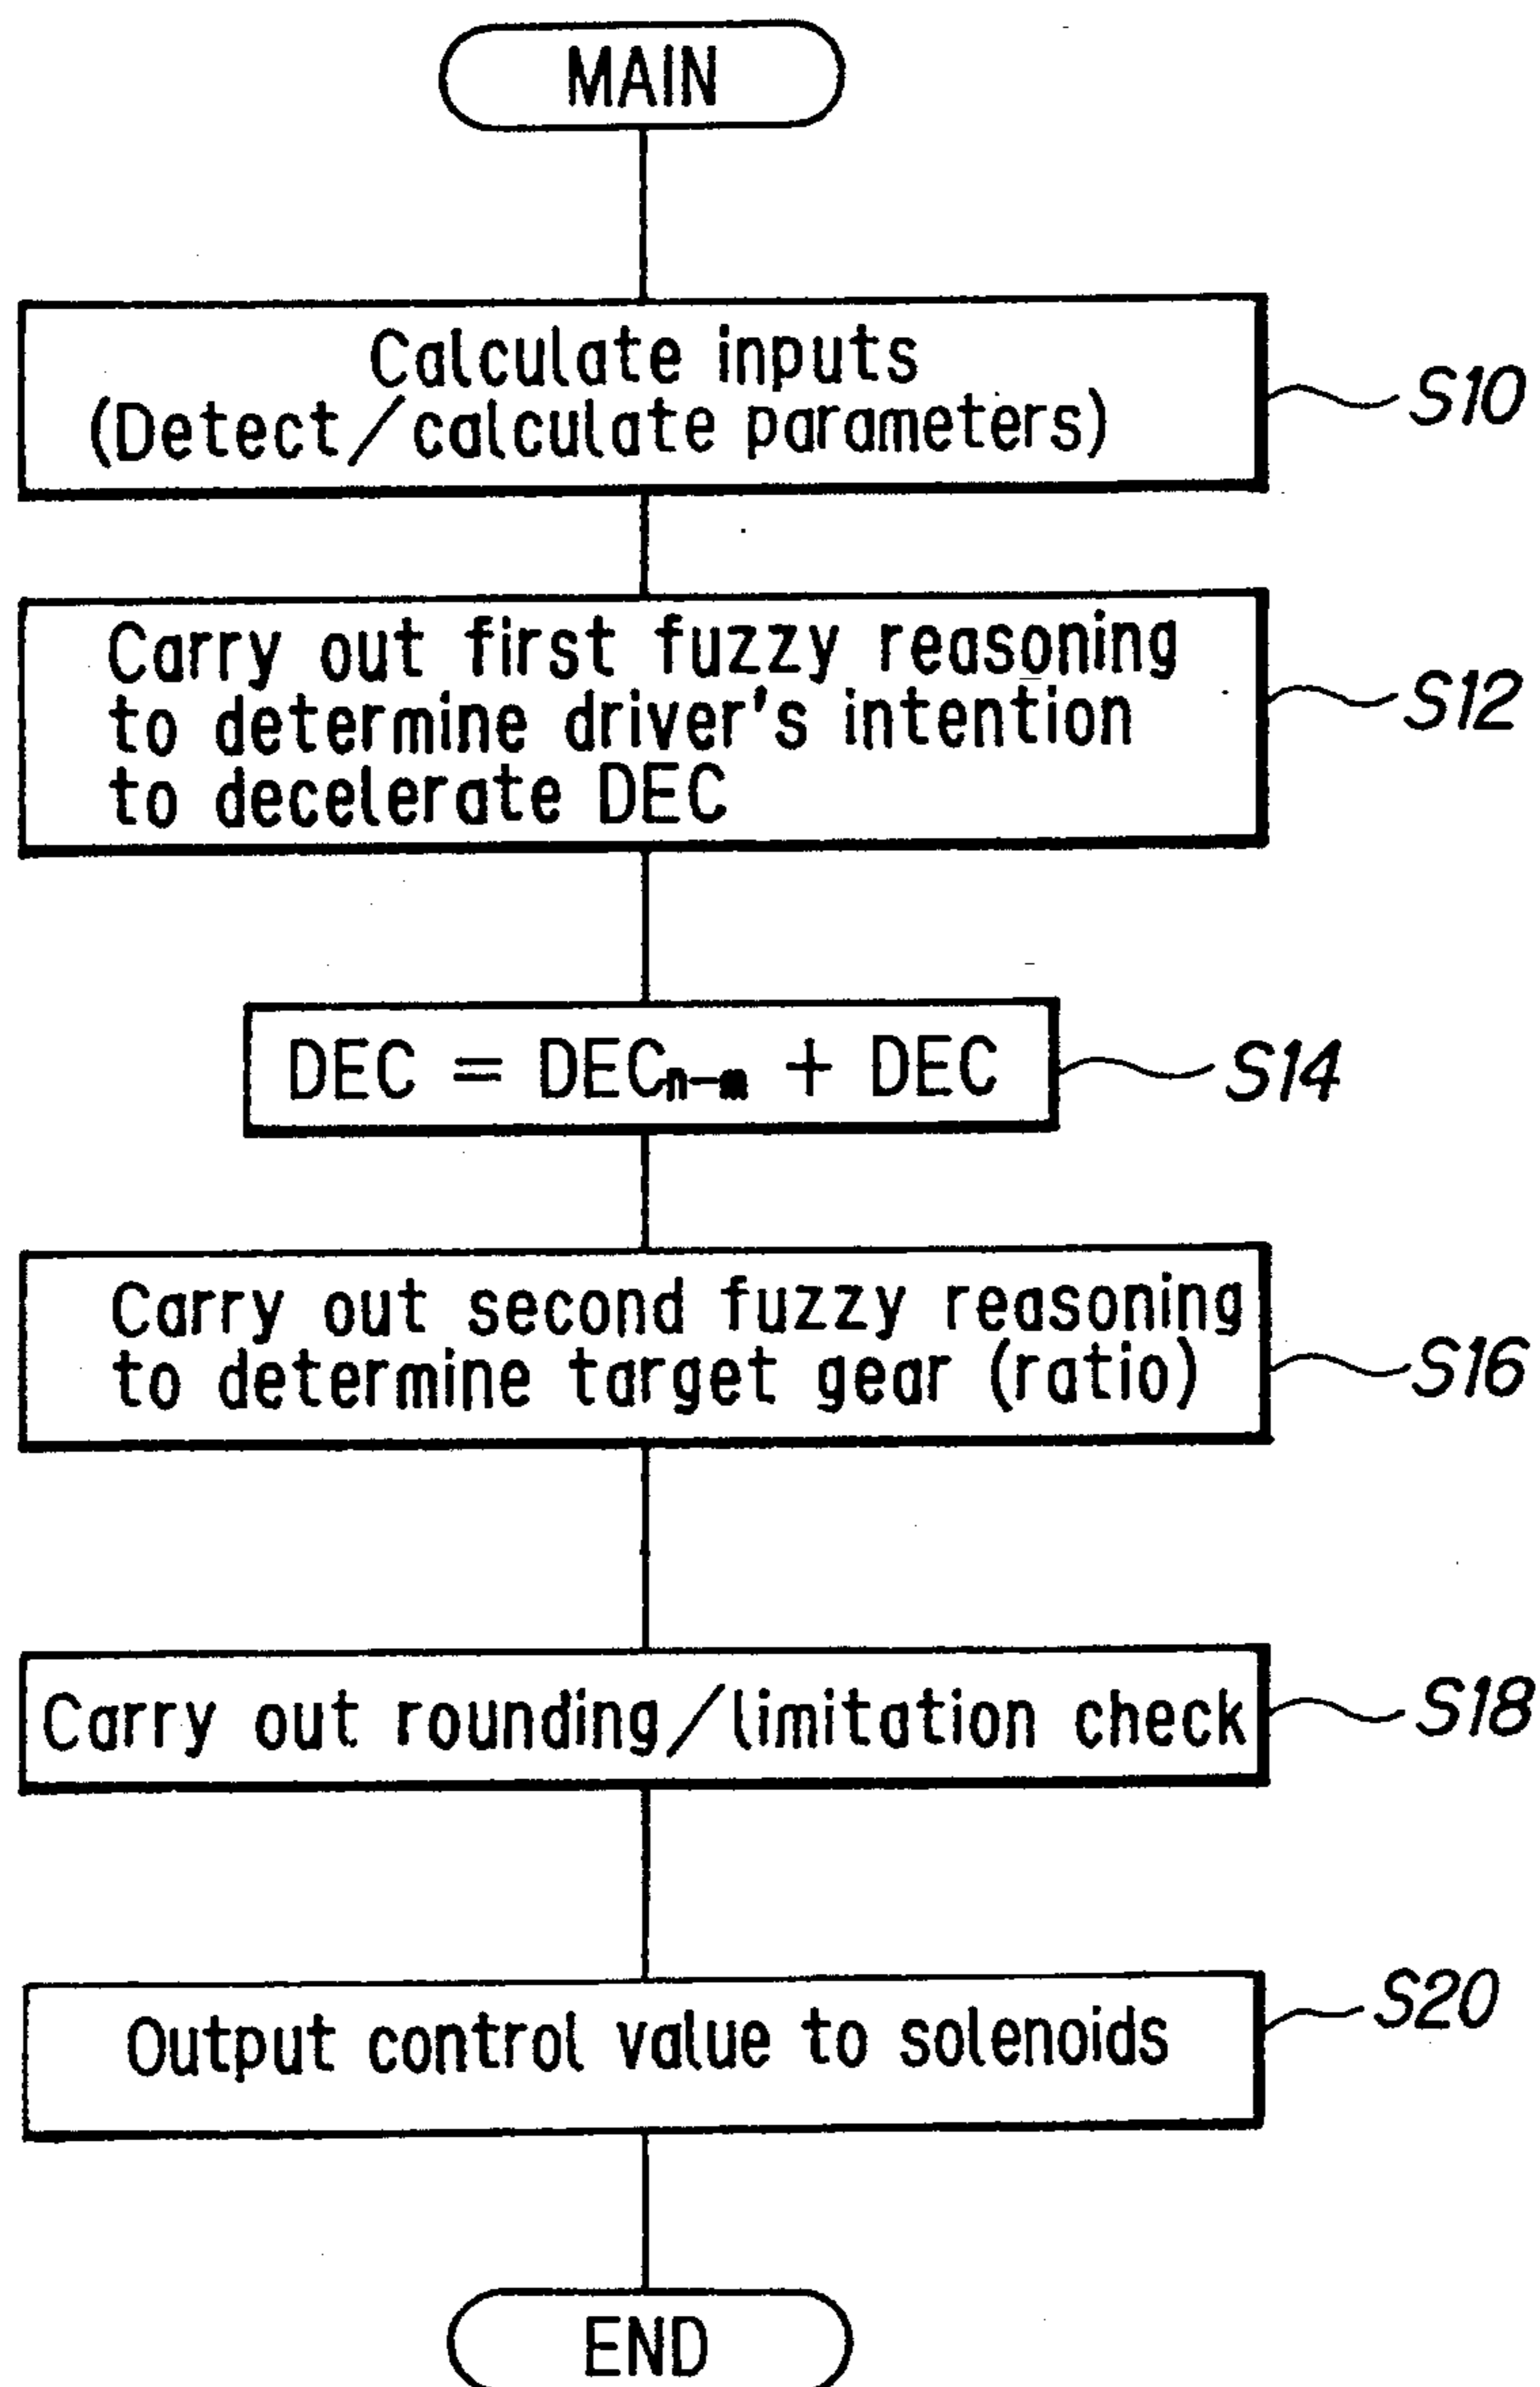 MAIN
Calculate inputs
(Detect/calculate parameters)
S10
Carry out first fuzzy reasoning
to determine driver's intention
to decelerate DEC
S12
DEC = DECn-m + DEC
S14
Carry out second fuzzy reasoning
to determine target gear (ratio)
S16
Carry out rounding/limitation check
S18
Output control value to solenoids
S20
END